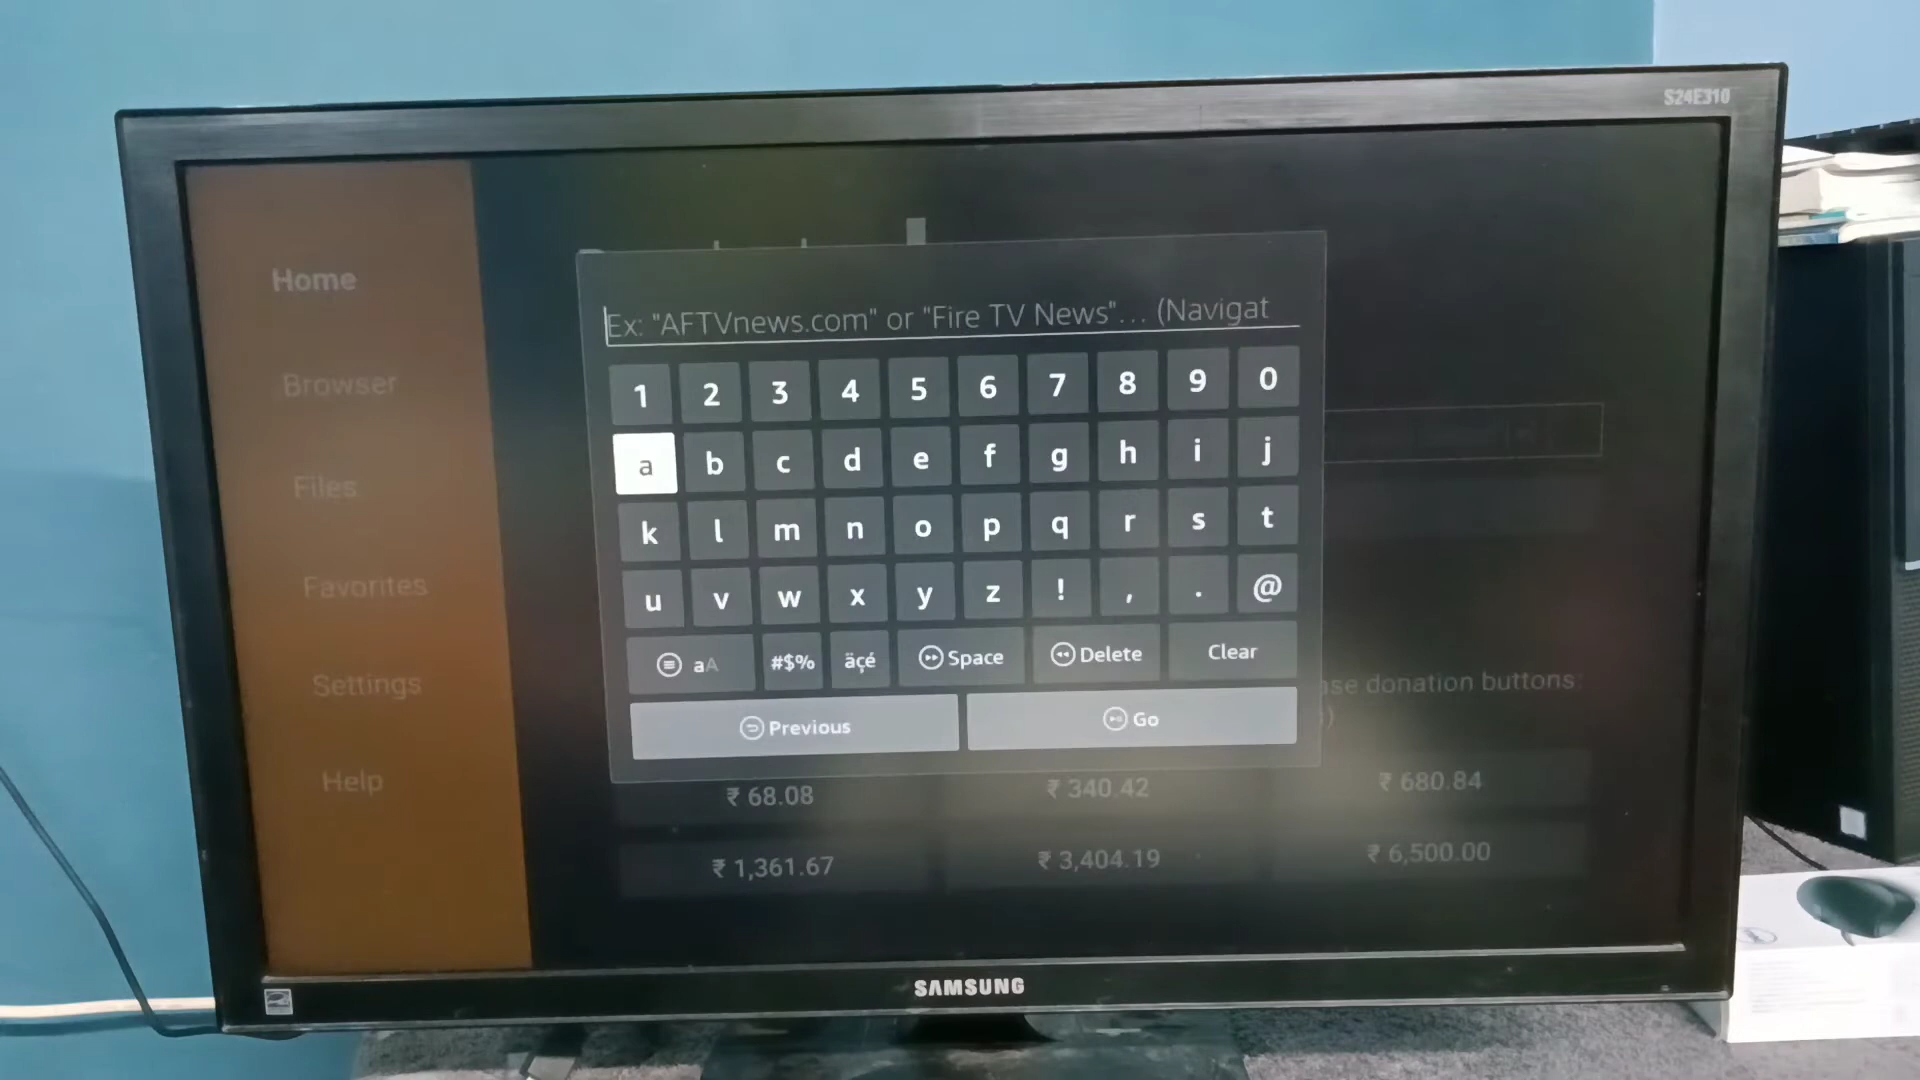 S24E310
Home
Browser
Files
Favorites
Settings
Help
Ex: "AFTVnews.com" or "Fire TV News"... (Navigat
1 2 3 4 5 6 7 8 9 0
a b c d e f g h i j
k l m n o p q r s t
u v w x y z ! , . @
aA #$% äçé Space Delete Clear
Previous Go
donation buttons:
₹ 68.08 ₹ 340.42 ₹ 680.84
₹ 1,361.67 ₹ 3,404.19 ₹ 6,500.00
SAMSUNG